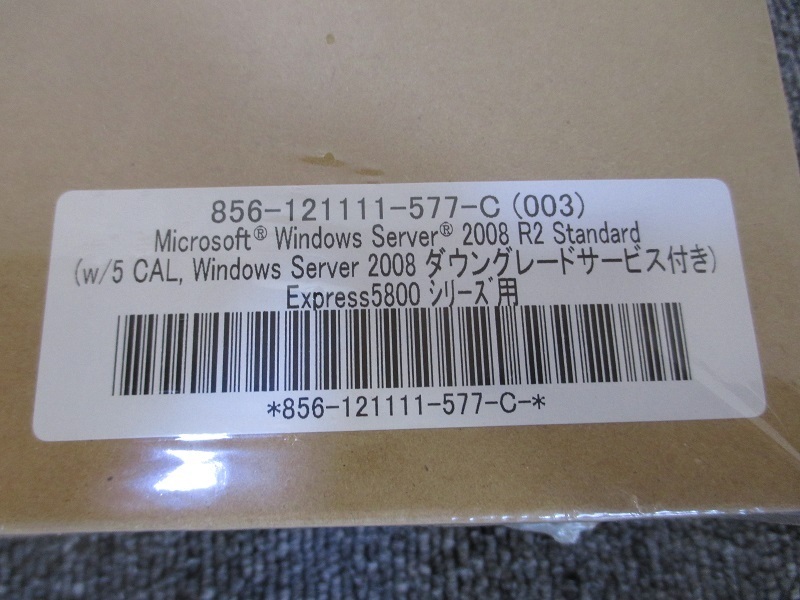 856-121111-577-C (003)
Microsoft® Windows Server® 2008 R2 Standard
(w/5 CAL, Windows Server 2008 ダウングレードサービス付き)
Express5800 ｼﾘｰｽﾞ用
*856-121111-577-C-*